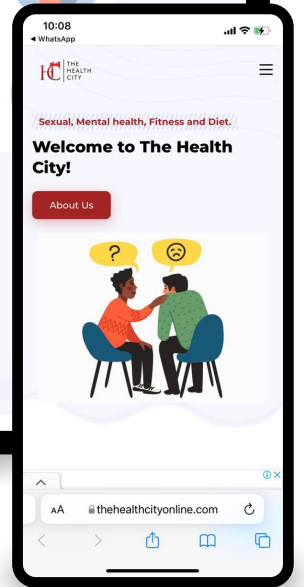 10:08
◀ WhatsApp
HC THE
HEALTH
CITY
Sexual, Mental health, Fitness and Diet.
Welcome to The Health
City!
About Us
?
AA thehealthcityonline.com